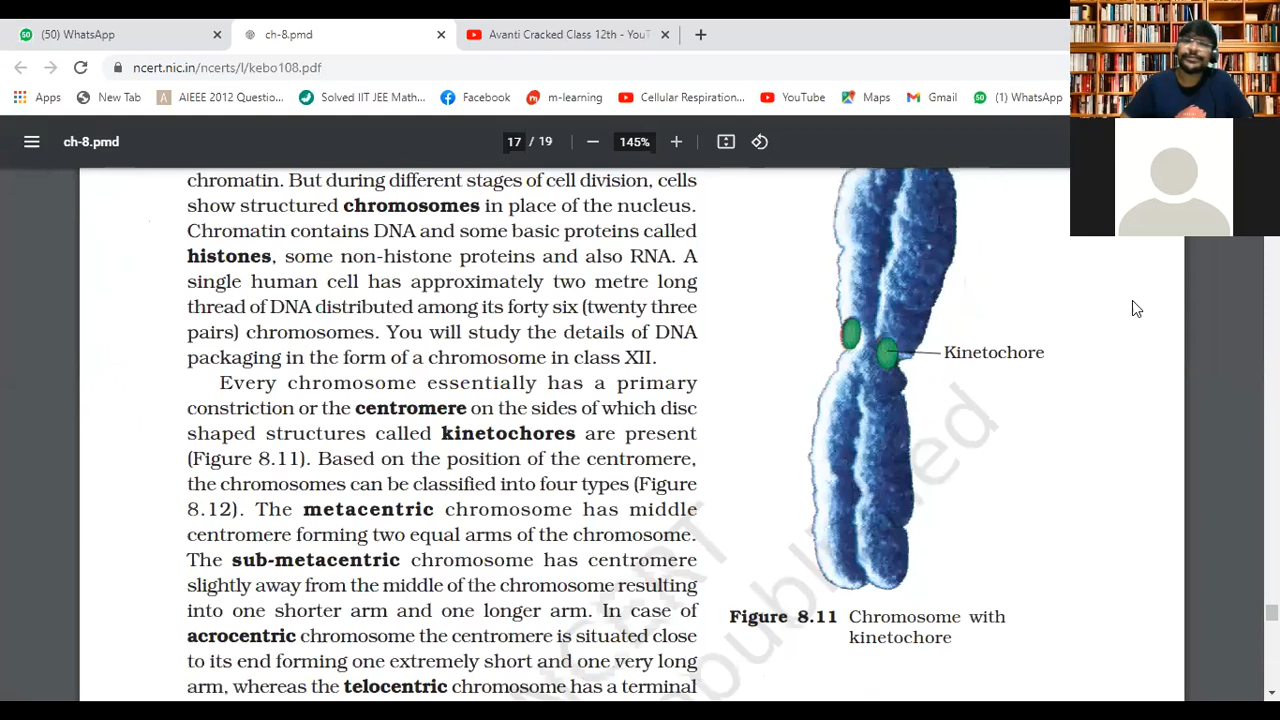 (50) WhatsApp
ch-8.pmd
Avanti Cracked Class 12th - YouT
ncert.nic.in/ncerts/l/kebo108.pdf
Apps
New Tab
AIEEE 2012 Questio...
Solved IIT JEE Math...
Facebook
m-learning
Cellular Respiration...
YouTube
Maps
Gmail
(1) WhatsApp
ch-8.pmd
17 / 19
145%
chromatin. But during different stages of cell division, cells
show structured chromosomes in place of the nucleus.
Chromatin contains DNA and some basic proteins called
histones, some non-histone proteins and also RNA. A
single human cell has approximately two metre long
thread of DNA distributed among its forty six (twenty three
pairs) chromosomes. You will study the details of DNA
packaging in the form of a chromosome in class XII.
Every chromosome essentially has a primary
constriction or the centromere on the sides of which disc
shaped structures called kinetochores are present
(Figure 8.11). Based on the position of the centromere,
the chromosomes can be classified into four types (Figure
8.12). The metacentric chromosome has middle
centromere forming two equal arms of the chromosome.
The sub-metacentric chromosome has centromere
slightly away from the middle of the chromosome resulting
into one shorter arm and one longer arm. In case of
acrocentric chromosome the centromere is situated close
to its end forming one extremely short and one very long
arm, whereas the telocentric chromosome has a terminal
Kinetochore
Figure 8.11 Chromosome with
kinetochore
NCERT